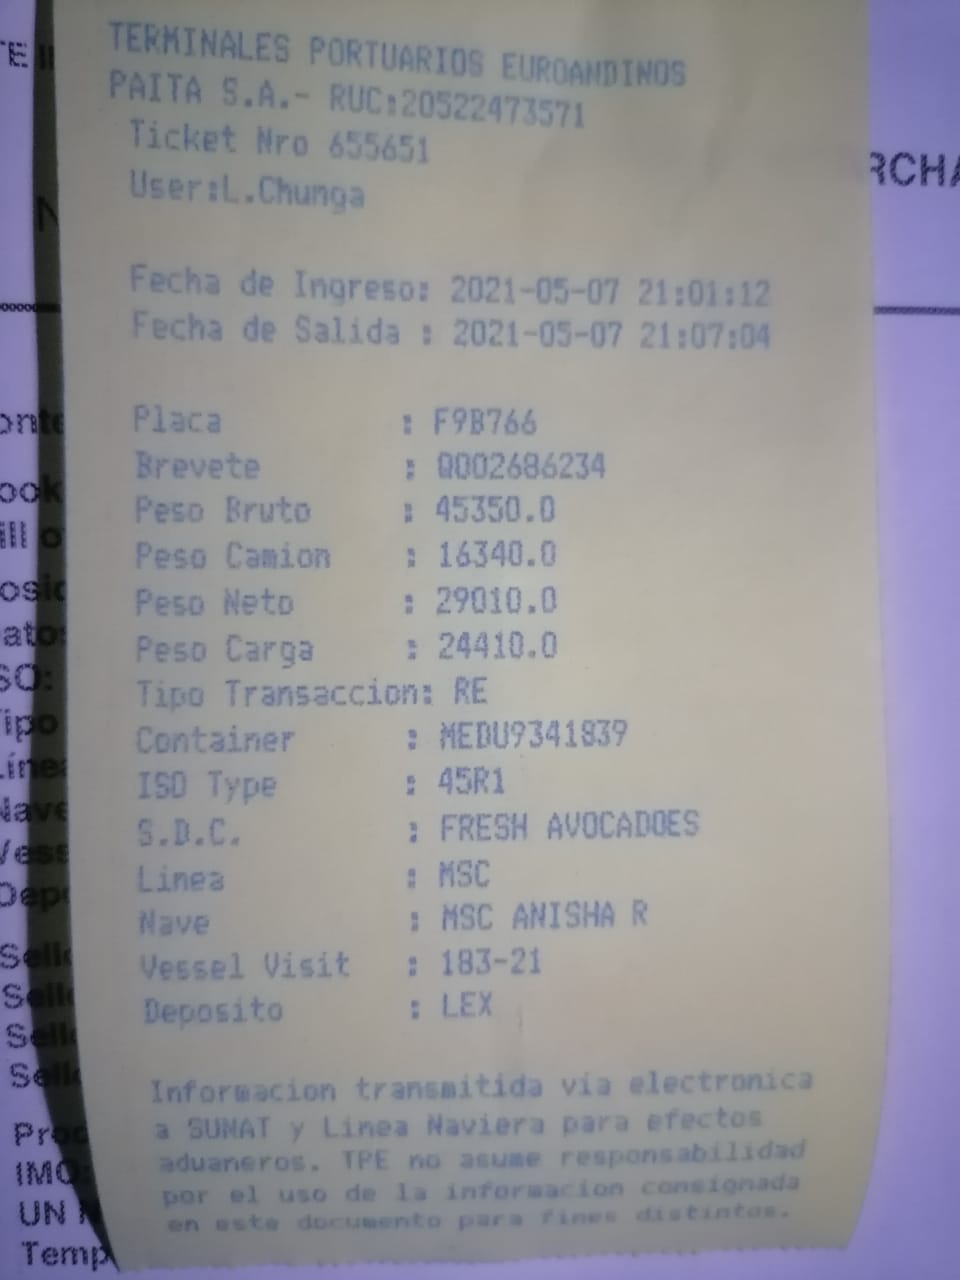 TERMINALES PORTUARIOS EUROANDINOS
PAITA S.A.- RUC:20522473571
Ticket Nro 655651
User:L.Chunga
Fecha de Ingreso: 2021-05-07 21:01:12
Fecha de Salida : 2021-05-07 21:07:04
Placa : F9B766
Brevete : Q002686234
Peso Bruto : 45350.0
Peso Camion : 16340.0
Peso Neto : 29010.0
Peso Carga : 24410.0
Tipo Transaccion: RE
Container : MEDU9341839
ISO Type : 45R1
S.D.C. : FRESH AVOCADOES
Linea : MSC
Nave : MSC ANISHA R
Vessel Visit : 183-21
Deposito : LEX
Informacion transmitida via electronica
a SUNAT y Linea Naviera para efectos
aduaneros. TPE no asume responsabilidad
por el uso de la informacion consignada
en este documento para fines distintos.
RCHA
IMO:
UN
Temp